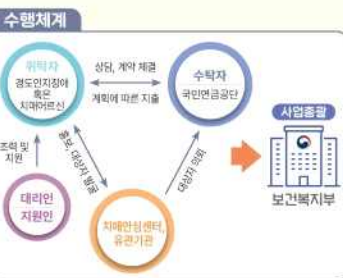 수행체계
위탁자
경도인지장애
혹은
치매어르신
상담, 계약 체결
계획에 따른 지출
수탁자
국민연금공단
사업총괄
보건복지부
조력 및
지원
홍보, 대상자 발굴
대상자 의뢰
대리인
지원인
치매안심센터,
유관기관